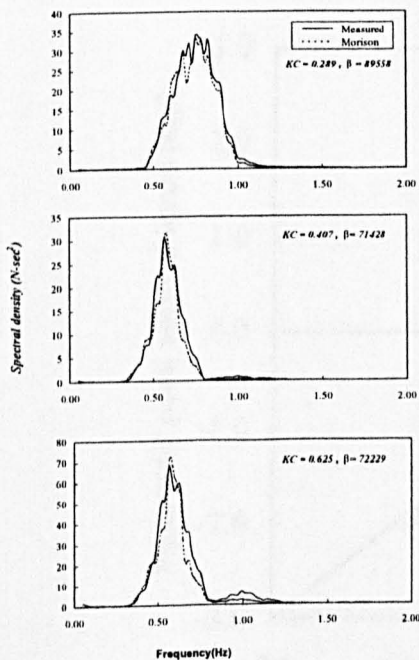 40
35
30
25
20
15
10
5
0
Measured
Morison
KC = 0.289 , β = 89558
0.00 0.50 1.00 1.50 2.00
Spectral density (N-sec²)
35
30
25
20
15
10
5
0
KC = 0.407 , β= 71428
0.00 0.50 1.00 1.50 2.00
80
70
60
50
40
30
20
10
0
KC = 0.625 , β= 72229
0.00 0.50 1.00 1.50 2.00
Frequency(Hz)